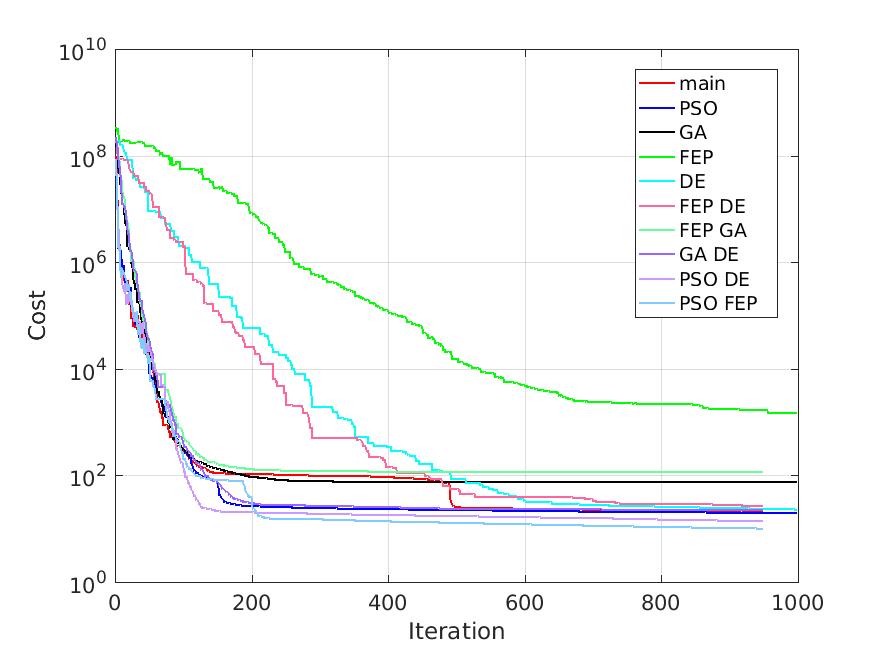 10^10
10^8
10^6
10^4
10^2
10^0
Cost
0 200 400 600 800 1000
Iteration
main
PSO
GA
FEP
DE
FEP DE
FEP GA
GA DE
PSO DE
PSO FEP